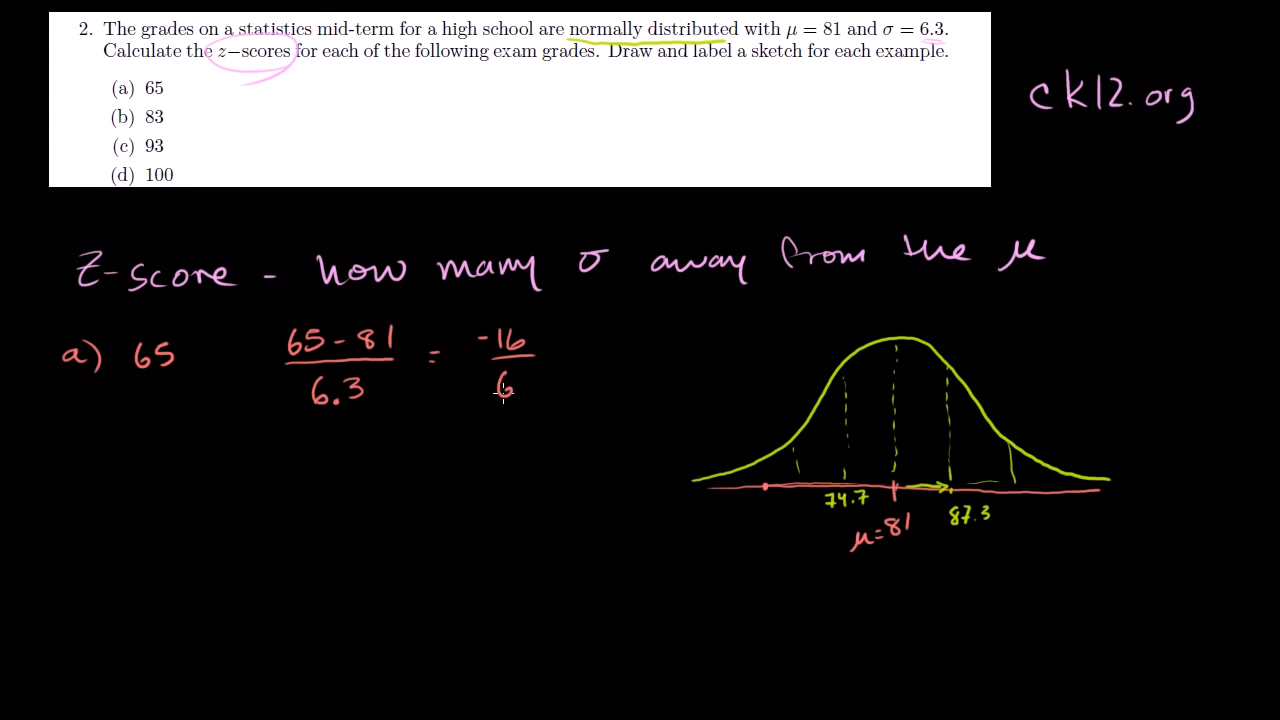 2. The grades on a statistics mid-term for a high school are normally distributed with μ = 81 and σ = 6.3.
Calculate the z−scores for each of the following exam grades. Draw and label a sketch for each example.
(a) 65
(b) 83
(c) 93
(d) 100
ck12.org
Z-score - how many σ away from the μ
a) 65
65 - 81
6.3
=
-16
6
74.7
μ=81
87.3